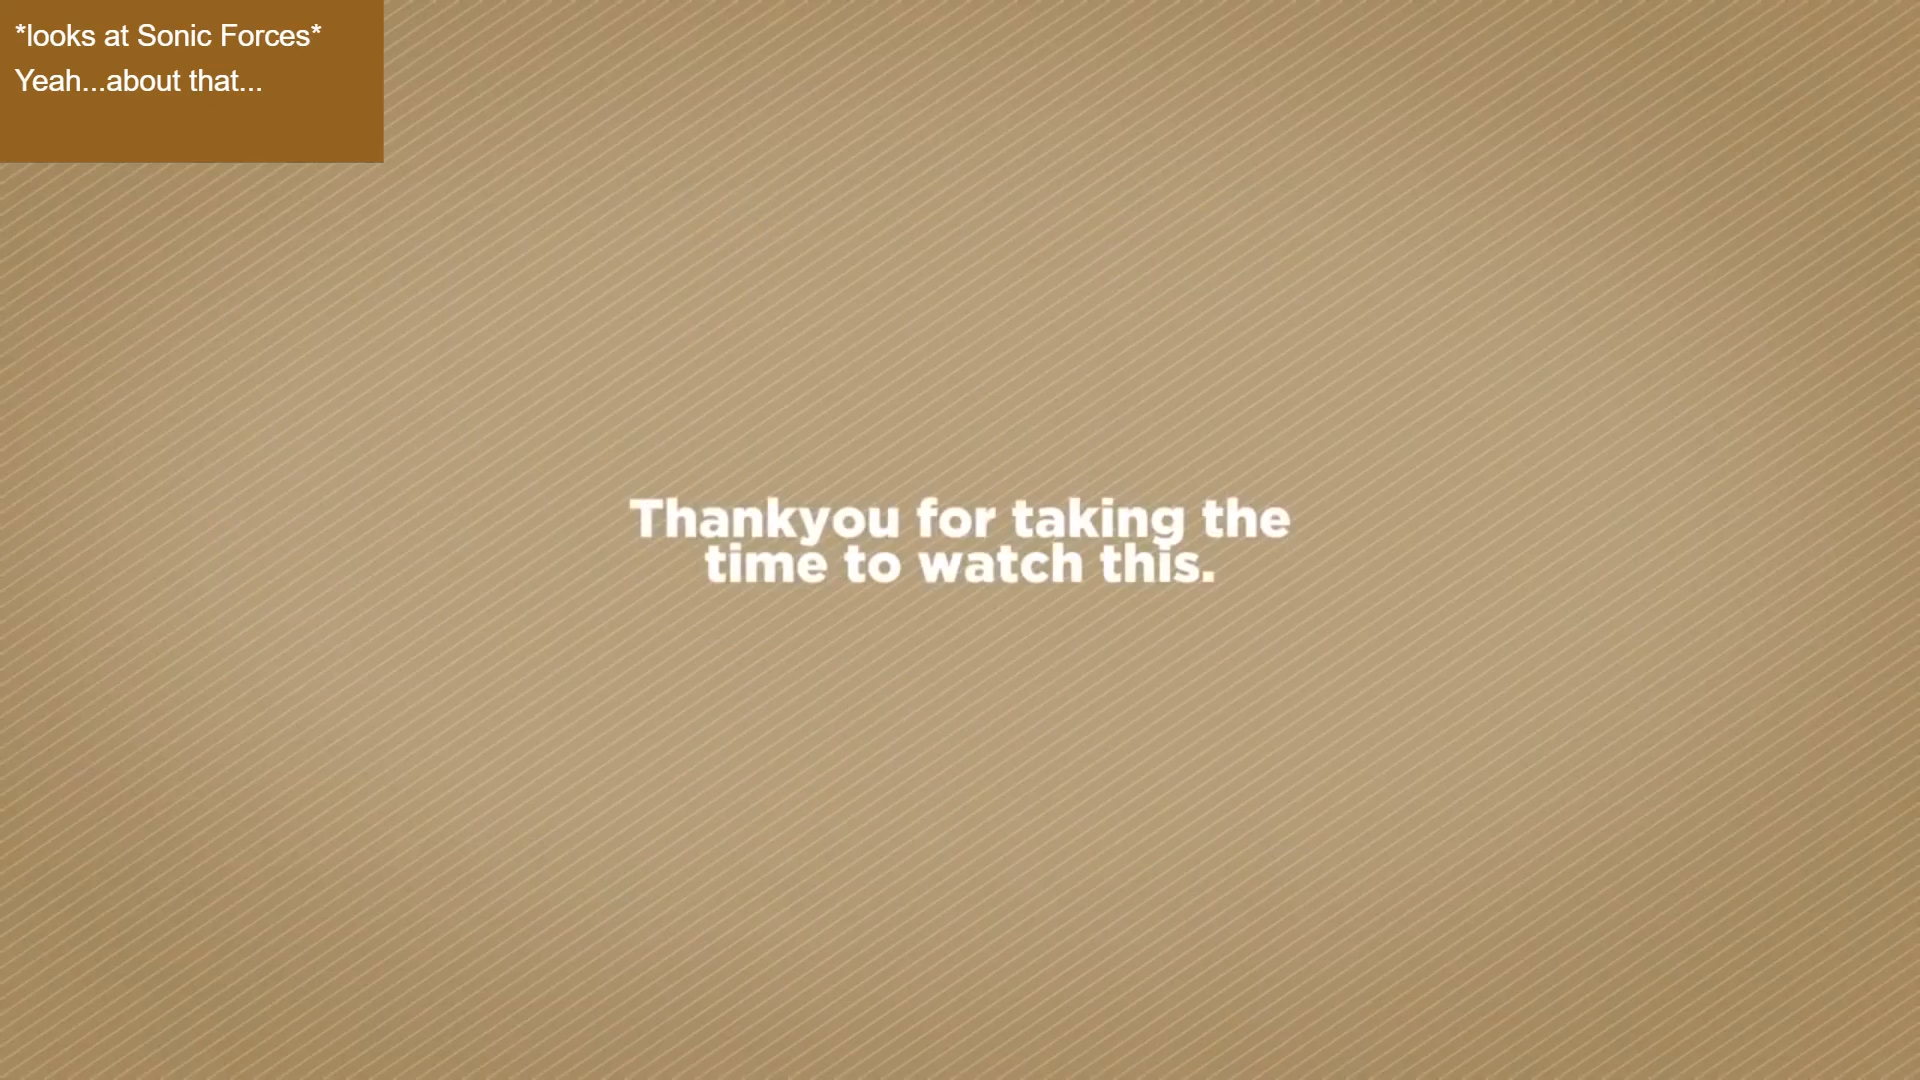 *looks at Sonic Forces*
Yeah...about that...
Thankyou for taking the
time to watch this.